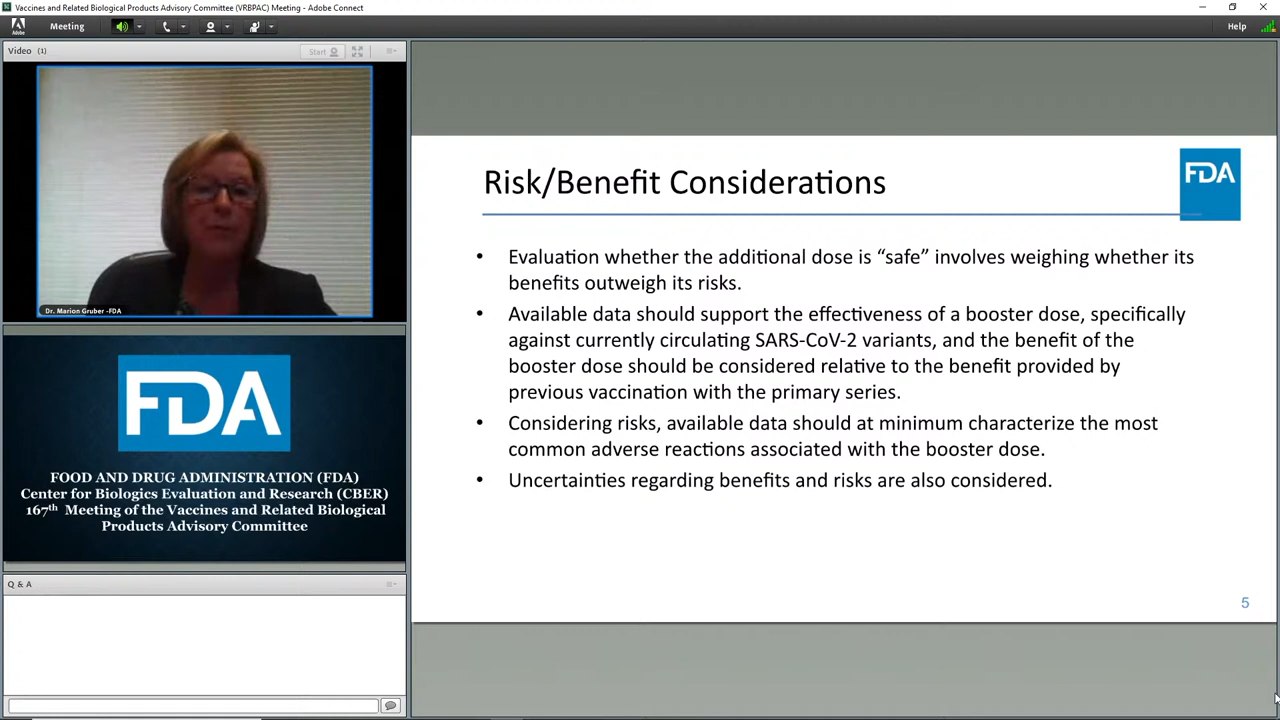 Vaccines and Related Biological Products Advisory Committee (VRBPAC) Meeting - Adobe Connect
Adobe
Meeting
Help
Video (1)
Start
Dr. Marion Gruber -FDA
FDA
FOOD AND DRUG ADMINISTRATION (FDA)
Center for Biologics Evaluation and Research (CBER)
167th Meeting of the Vaccines and Related Biological
Products Advisory Committee
Q & A
Risk/Benefit Considerations
FDA
• Evaluation whether the additional dose is “safe” involves weighing whether its
benefits outweigh its risks.
• Available data should support the effectiveness of a booster dose, specifically
against currently circulating SARS-CoV-2 variants, and the benefit of the
booster dose should be considered relative to the benefit provided by
previous vaccination with the primary series.
• Considering risks, available data should at minimum characterize the most
common adverse reactions associated with the booster dose.
• Uncertainties regarding benefits and risks are also considered.
5